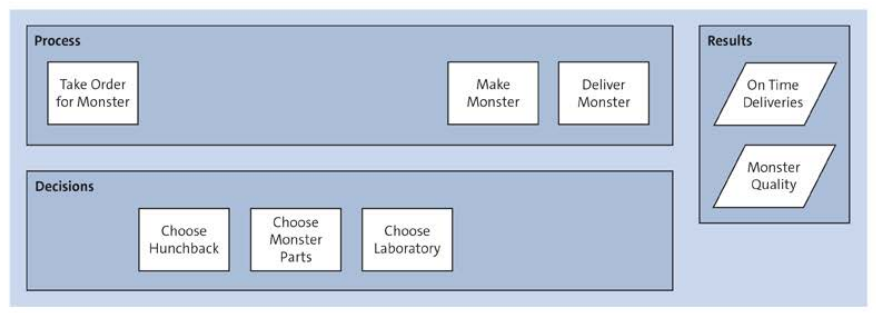 Process
Take Order
for Monster
Make
Monster
Deliver
Monster
Decisions
Choose
Hunchback
Choose
Monster
Parts
Choose
Laboratory
Results
On Time
Deliveries
Monster
Quality